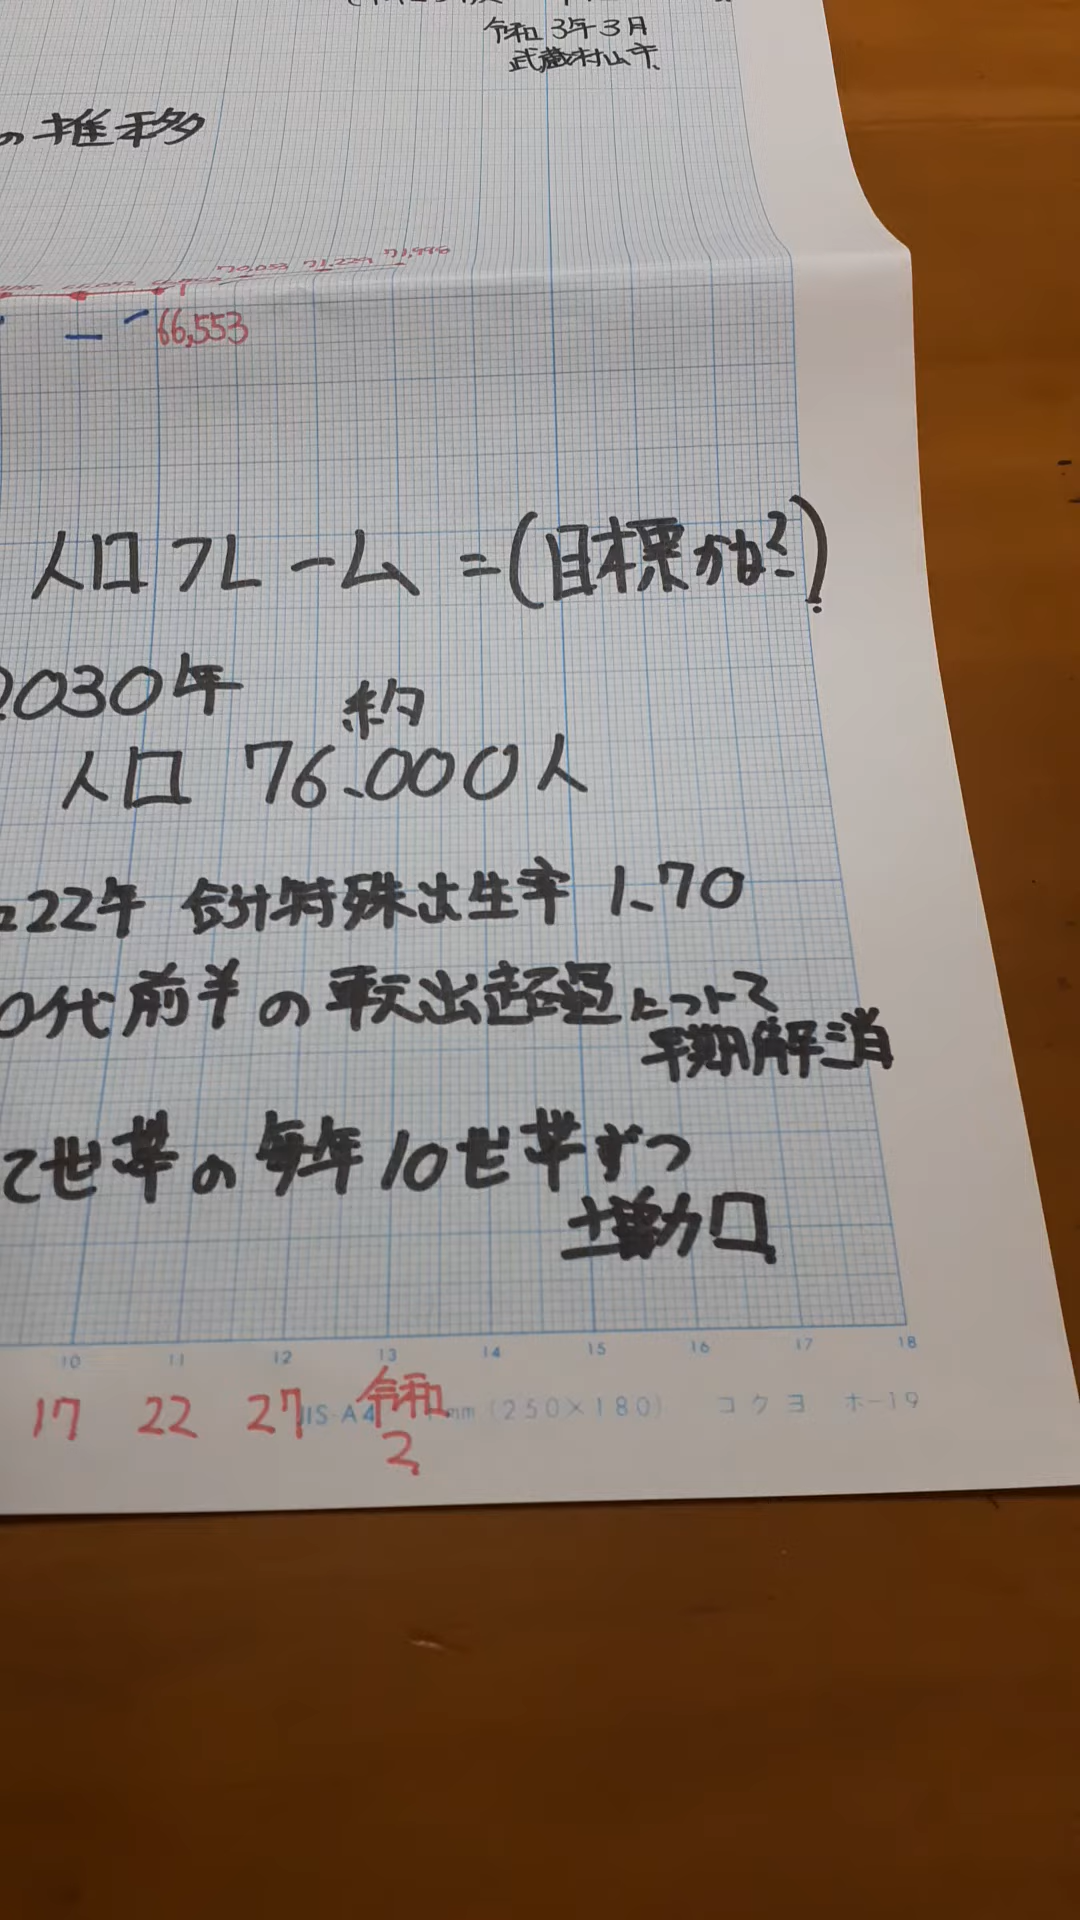 令和3年3月
武蔵村山市
の推移
66,553
人口フレーム=(目標か?)
2030年
約
人口 76,000人
22年 合計特殊出生率 1.70
0代前半の転出超過にっトて
早期解消
て世帯の毎年10世帯ずつ
増加
10 11 12 13 14 15 16 17 18
17 22 27 令和
2
JIS-A4 mm (250×180) コクヨ ホ-19